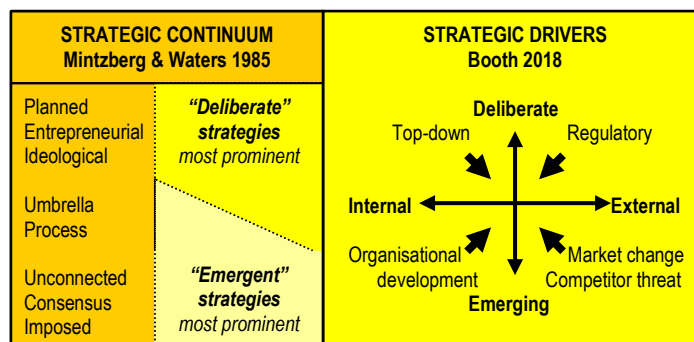 STRATEGIC CONTINUUM
Mintzberg & Waters 1985
Planned
Entrepreneurial
Ideological
Umbrella
Process
Unconnected
Consensus
Imposed
“Deliberate”
strategies
most prominent
“Emergent”
strategies
most prominent
STRATEGIC DRIVERS
Booth 2018
Deliberate
Top-down
Regulatory
Internal
External
Organisational
development
Market change
Competitor threat
Emerging